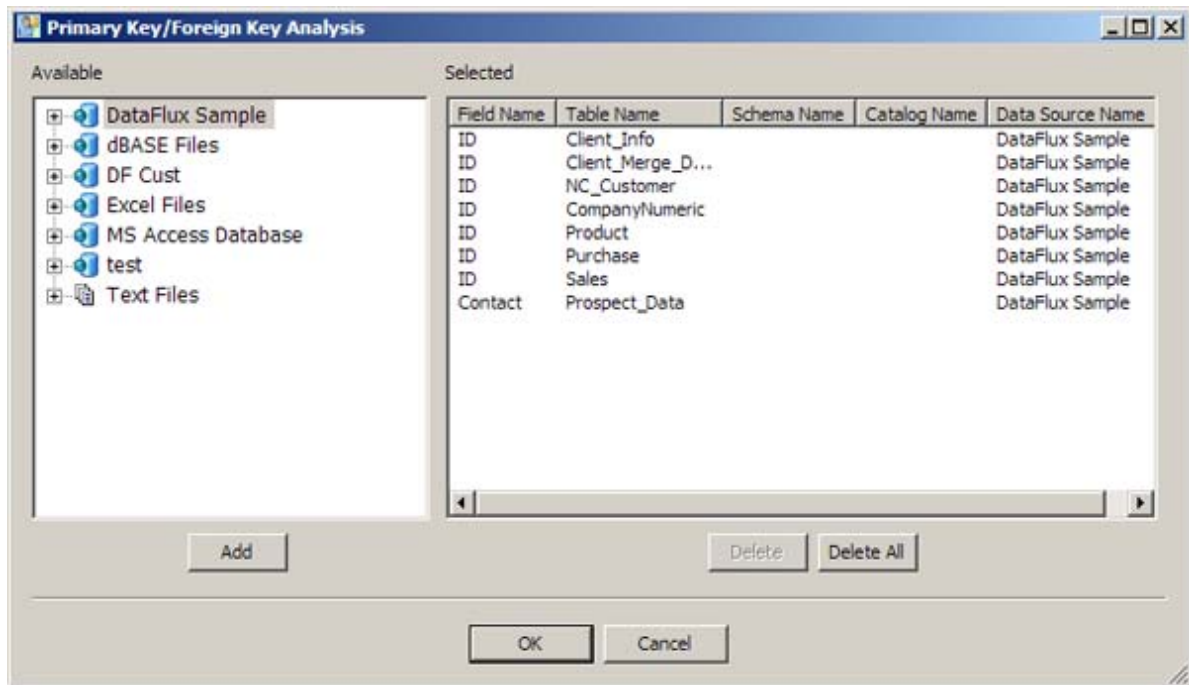 Primary Key/Foreign Key Analysis
Available
Selected
DataFlux Sample
dBASE Files
DF Cust
Excel Files
MS Access Database
test
Text Files
Field Name Table Name Schema Name Catalog Name Data Source Name
ID Client_Info DataFlux Sample
ID Client_Merge_D... DataFlux Sample
ID NC_Customer DataFlux Sample
ID CompanyNumeric DataFlux Sample
ID Product DataFlux Sample
ID Purchase DataFlux Sample
ID Sales DataFlux Sample
Contact Prospect_Data DataFlux Sample
Add
Delete
Delete All
OK
Cancel